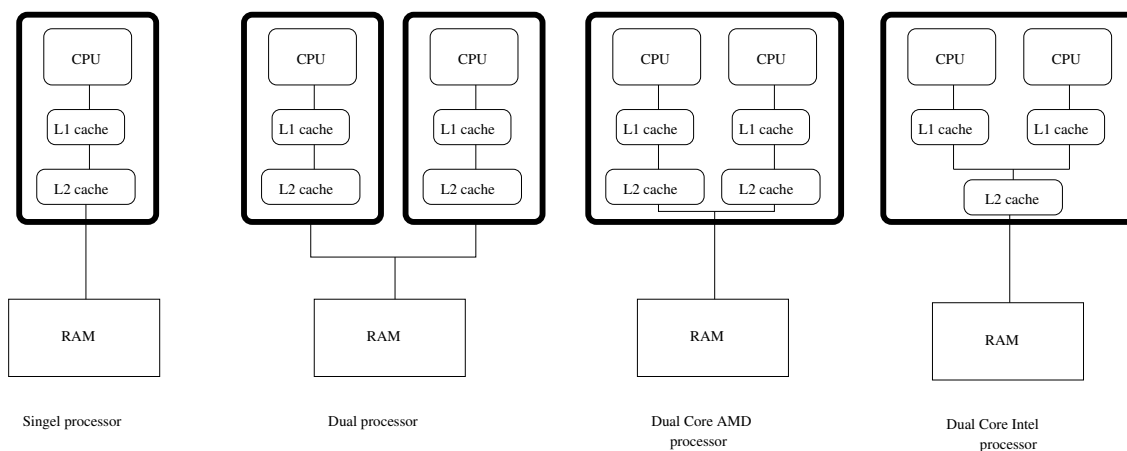 CPU
L1 cache
L2 cache
RAM
Singel processor
CPU
CPU
L1 cache
L1 cache
L2 cache
L2 cache
RAM
Dual processor
CPU
CPU
L1 cache
L1 cache
L2 cache
L2 cache
RAM
Dual Core AMD
processor
CPU
CPU
L1 cache
L1 cache
L2 cache
RAM
Dual Core Intel
processor